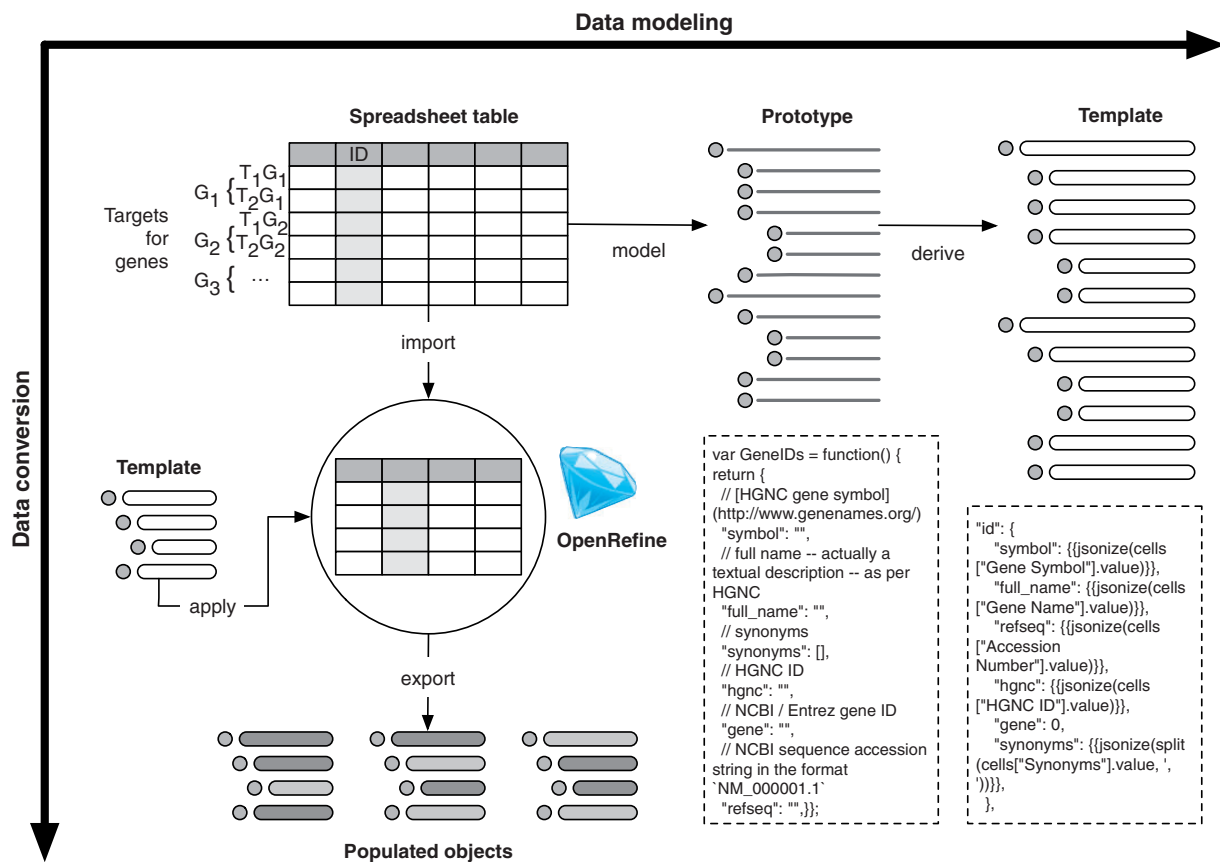 Data modeling
Data conversion
Spreadsheet table
ID
Targets
for
genes
G1 { T1G1
T2G1
G2 { T1G2
T2G2
G3 { ...
model
Prototype
derive
Template
import
Template
apply
OpenRefine
export
Populated objects
var GeneIDs = function() {
return {
// [HGNC gene symbol]
(http://www.genenames.org/)
"symbol": "",
// full name -- actually a
textual description -- as per
HGNC
"full_name": "",
// synonyms
"synonyms": [],
// HGNC ID
"hgnc": "",
// NCBI / Entrez gene ID
"gene": "",
// NCBI sequence accession
string in the format
`NM_000001.1`
"refseq": "",}};
"id": {
"symbol": {{jsonize(cells
["Gene Symbol"].value)}},
"full_name": {{jsonize(cells
["Gene Name"].value)}},
"refseq": {{jsonize(cells
["Accession
Number"].value)}},
"hgnc": {{jsonize(cells
["HGNC ID"].value)}},
"gene": 0,
"synonyms": {{jsonize(split
(cells["Synonyms"].value, ',
'))}},
},